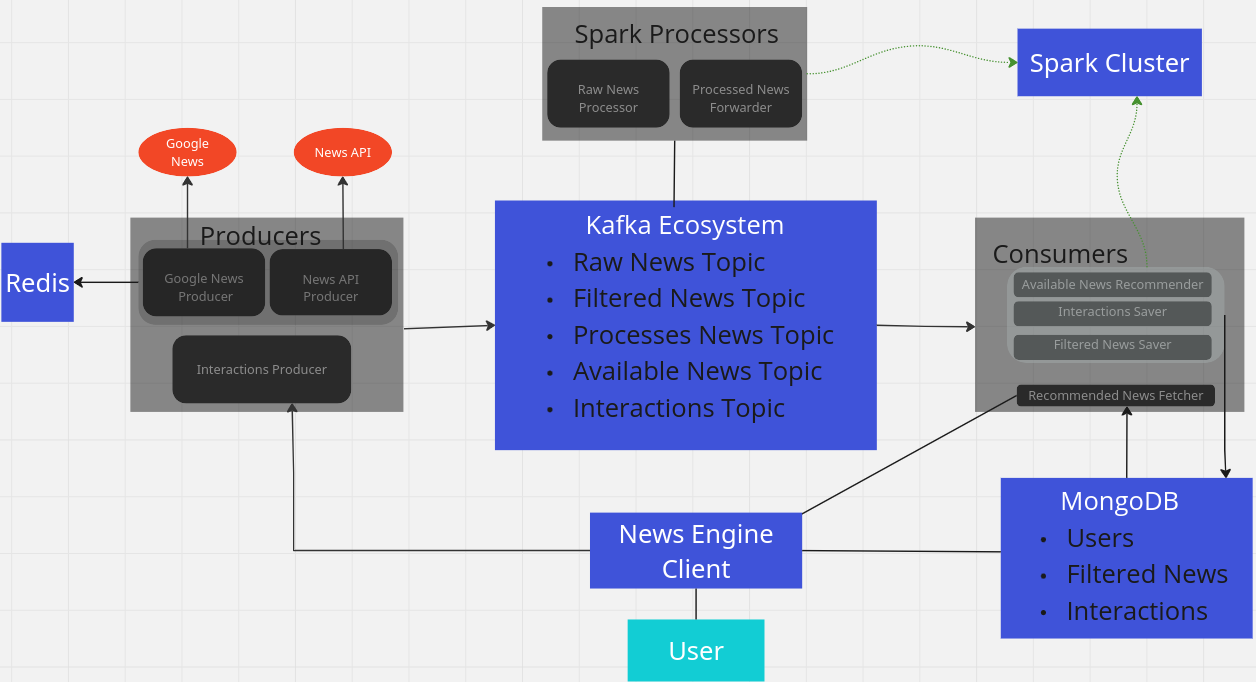 Spark Processors
Raw News
Processor
Processed News
Forwarder
Spark Cluster
Google
News
News API
Producers
Google News
Producer
News API
Producer
Interactions Producer
Redis
Kafka Ecosystem
• Raw News Topic
• Filtered News Topic
• Processes News Topic
• Available News Topic
• Interactions Topic
Consumers
Available News Recommender
Interactions Saver
Filtered News Saver
Recommended News Fetcher
News Engine
Client
MongoDB
• Users
• Filtered News
• Interactions
User